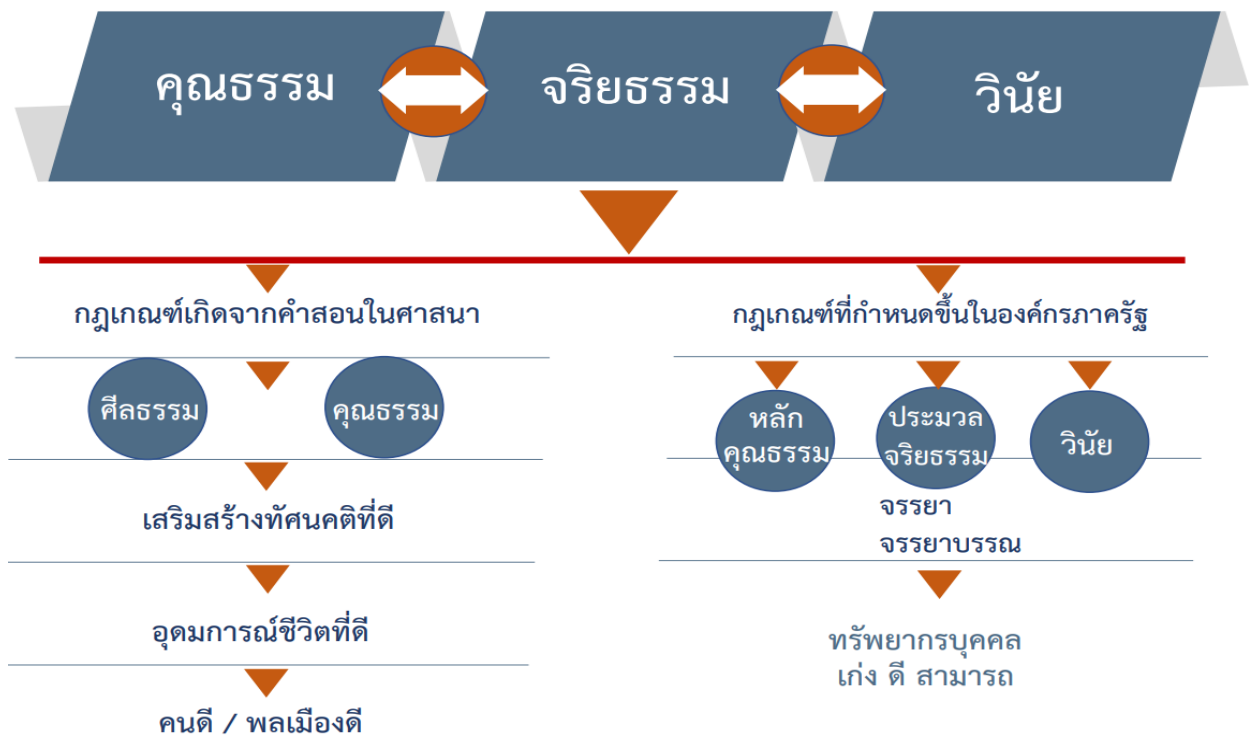 คุณธรรม
จริยธรรม
วินัย
กฎเกณฑ์เกิดจากคำสอนในศาสนา
ศีลธรรม
คุณธรรม
เสริมสร้างทัศนคติที่ดี
อุดมการณ์ชีวิตที่ดี
คนดี / พลเมืองดี
กฎเกณฑ์ที่กำหนดขึ้นในองค์กรภาครัฐ
หลัก
คุณธรรม
ประมวล
จริยธรรม
วินัย
จรรยา
จรรยาบรรณ
ทรัพยากรบุคคล
เก่ง ดี สามารถ